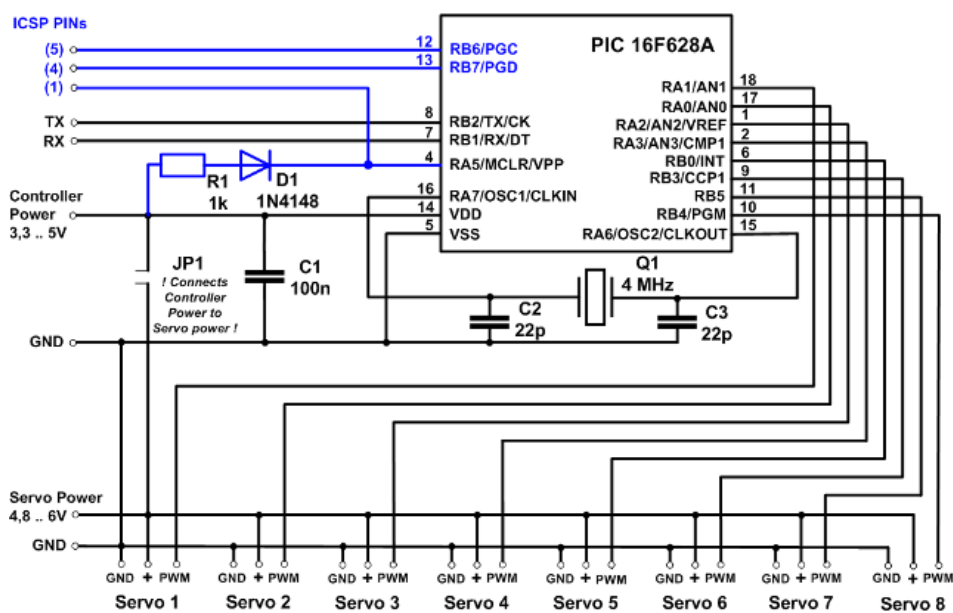 ICSP PINs
(5)
(4)
(1)
TX
RX
Controller
Power
3,3 .. 5V
GND
Servo Power
4,8 .. 6V
GND
R1
1k
D1
1N4148
JP1
! Connects
Controller
Power to
Servo power !
C1
100n
PIC 16F628A
12 RB6/PGC
13 RB7/PGD
8 RB2/TX/CK
7 RB1/RX/DT
4 RA5/MCLR/VPP
16 RA7/OSC1/CLKIN
14 VDD
5 VSS
RA1/AN1 18
RA0/AN0 17
RA2/AN2/VREF 1
RA3/AN3/CMP1 2
RB0/INT 6
RB3/CCP1 9
RB5 11
RB4/PGM 10
RA6/OSC2/CLKOUT 15
Q1
4 MHz
C2
22p
C3
22p
GND + PWM
Servo 1
GND + PWM
Servo 2
GND + PWM
Servo 3
GND + PWM
Servo 4
GND + PWM
Servo 5
GND + PWM
Servo 6
GND + PWM
Servo 7
GND + PWM
Servo 8